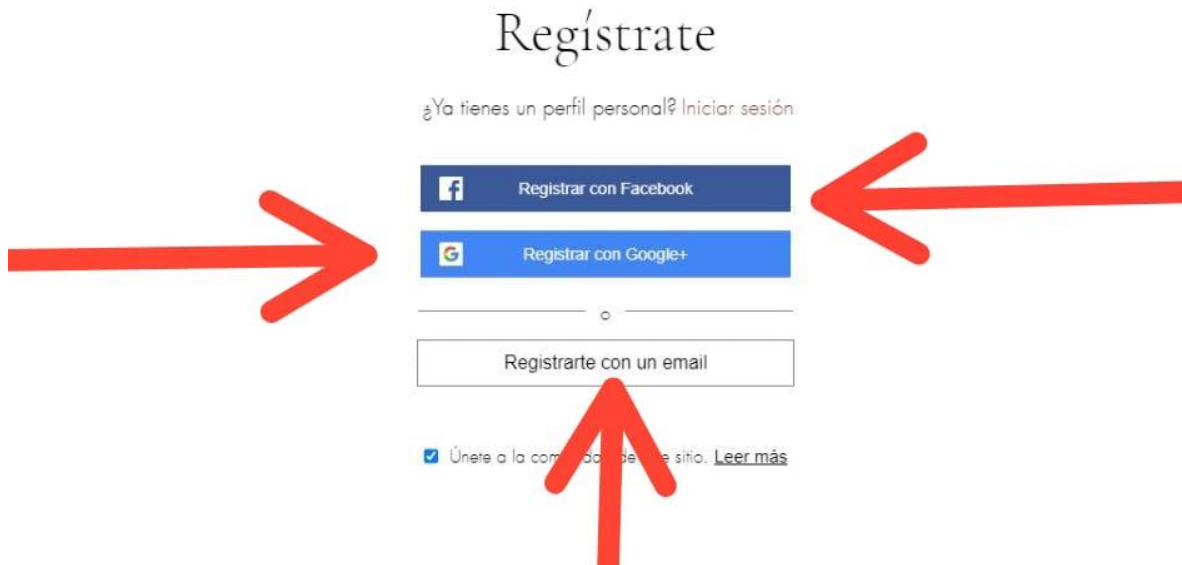 Regístrate
¿Ya tienes un perfil personal? Iniciar sesión
Registrar con Facebook
Registrar con Google+
o
Registrarte con un email
Únete a la de sitio. Leer más